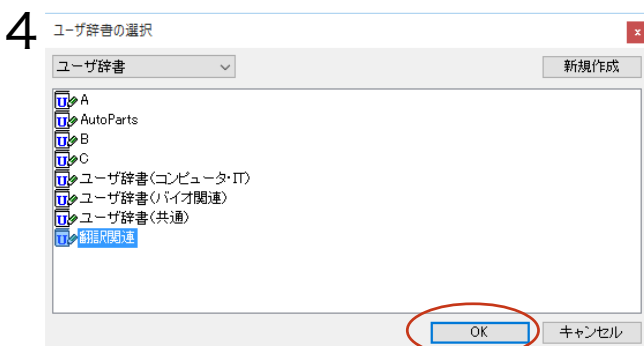 4
ユーザ辞書の選択
x
ユーザ辞書
新規作成
A
AutoParts
B
C
ユーザ辞書(コンピュータ・IT)
ユーザ辞書(バイオ関連)
ユーザ辞書(共通)
翻訳関連
OK
キャンセル